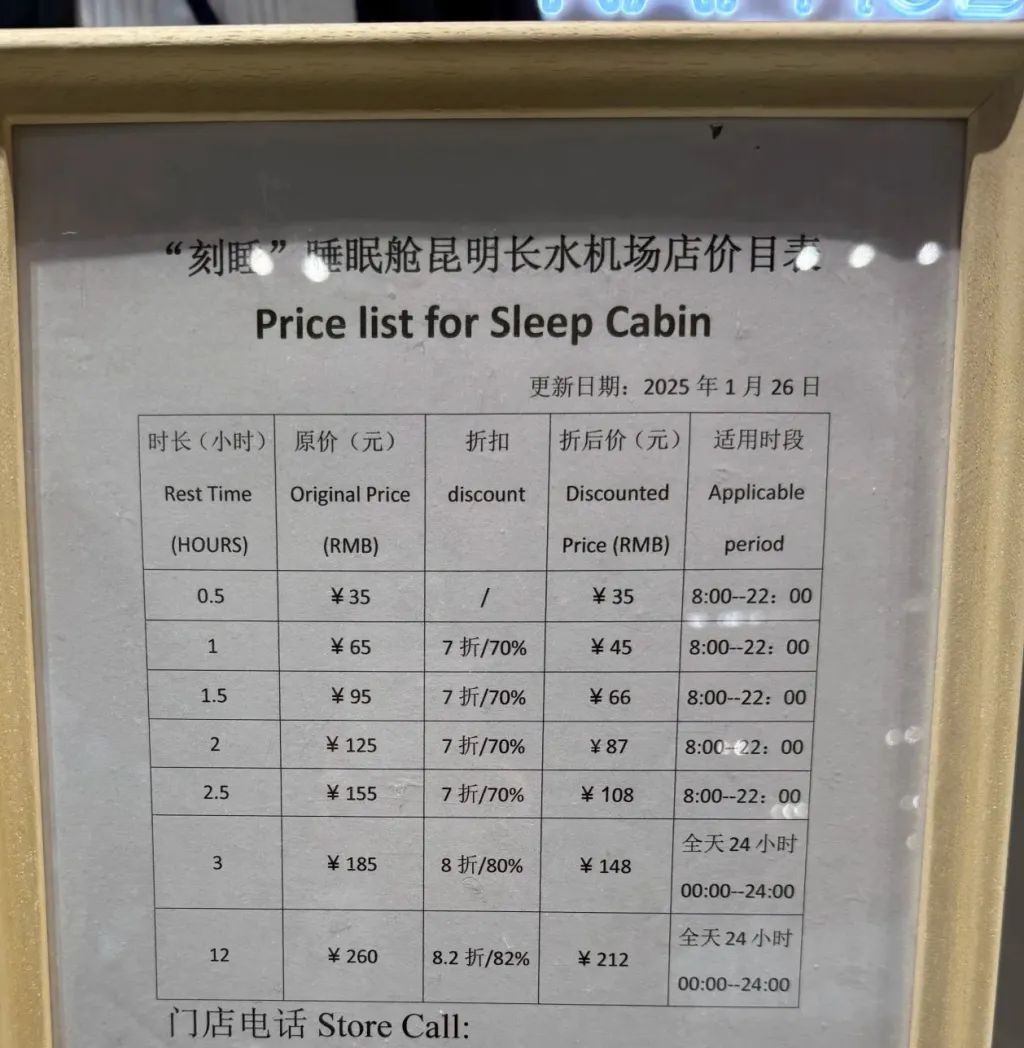 “刻睡”睡眠舱昆明长水机场店价目表
Price list for Sleep Cabin
更新日期：2025 年 1 月 26 日
时长（小时） Rest Time (HOURS) 原价（元） Original Price (RMB) 折扣 discount 折后价（元） Discounted Price (RMB) 适用时段 Applicable period
0.5 ￥35 / ￥35 8:00--22：00
1 ￥65 7 折/70% ￥45 8:00--22：00
1.5 ￥95 7 折/70% ￥66 8:00--22：00
2 ￥125 7 折/70% ￥87 8:00--22：00
2.5 ￥155 7 折/70% ￥108 8:00--22：00
3 ￥185 8 折/80% ￥148 全天 24 小时 00:00--24:00
12 ￥260 8.2 折/82% ￥212 全天 24 小时 00:00--24:00
门店电话 Store Call: